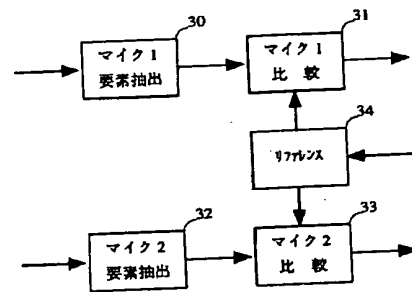 30
マイク1
要素抽出
31
マイク1
比較
34
リファレンス
32
マイク2
要素抽出
33
マイク2
比較